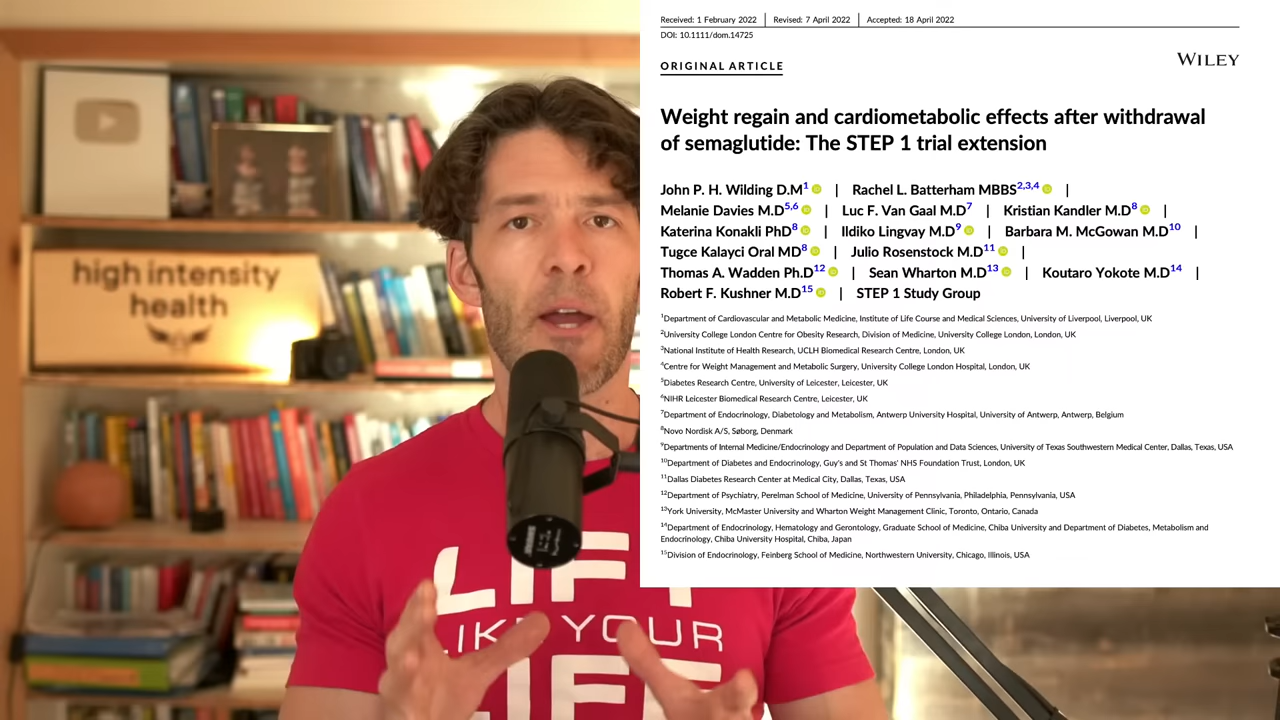 high intensity
health
LIFT
LIKE YOUR
LIFE
Received: 1 February 2022 | Revised: 7 April 2022 | Accepted: 18 April 2022
DOI: 10.1111/dom.14725
WILEY
ORIGINAL ARTICLE
Weight regain and cardiometabolic effects after withdrawal
of semaglutide: The STEP 1 trial extension
John P. H. Wilding D.M1 | Rachel L. Batterham MBBS2,3,4 |
Melanie Davies M.D5,6 | Luc F. Van Gaal M.D7 | Kristian Kandler M.D8 |
Katerina Konakli PhD8 | Ildiko Lingvay M.D9 | Barbara M. McGowan M.D10 |
Tugce Kalayci Oral MD8 | Julio Rosenstock M.D11 |
Thomas A. Wadden Ph.D12 | Sean Wharton M.D13 | Koutaro Yokote M.D14 |
Robert F. Kushner M.D15 | STEP 1 Study Group
1Department of Cardiovascular and Metabolic Medicine, Institute of Life Course and Medical Sciences, University of Liverpool, Liverpool, UK
2University College London Centre for Obesity Research, Division of Medicine, University College London, London, UK
3National Institute of Health Research, UCLH Biomedical Research Centre, London, UK
4Centre for Weight Management and Metabolic Surgery, University College London Hospital, London, UK
5Diabetes Research Centre, University of Leicester, Leicester, UK
6NIHR Leicester Biomedical Research Centre, Leicester, UK
7Department of Endocrinology, Diabetology and Metabolism, Antwerp University Hospital, University of Antwerp, Antwerp, Belgium
8Novo Nordisk A/S, Søborg, Denmark
9Departments of Internal Medicine/Endocrinology and Department of Population and Data Sciences, University of Texas Southwestern Medical Center, Dallas, Texas, USA
10Department of Diabetes and Endocrinology, Guy's and St Thomas' NHS Foundation Trust, London, UK
11Dallas Diabetes Research Center at Medical City, Dallas, Texas, USA
12Department of Psychiatry, Perelman School of Medicine, University of Pennsylvania, Philadelphia, Pennsylvania, USA
13York University, McMaster University and Wharton Weight Management Clinic, Toronto, Ontario, Canada
14Department of Endocrinology, Hematology and Gerontology, Graduate School of Medicine, Chiba University and Department of Diabetes, Metabolism and
Endocrinology, Chiba University Hospital, Chiba, Japan
15Division of Endocrinology, Feinberg School of Medicine, Northwestern University, Chicago, Illinois, USA